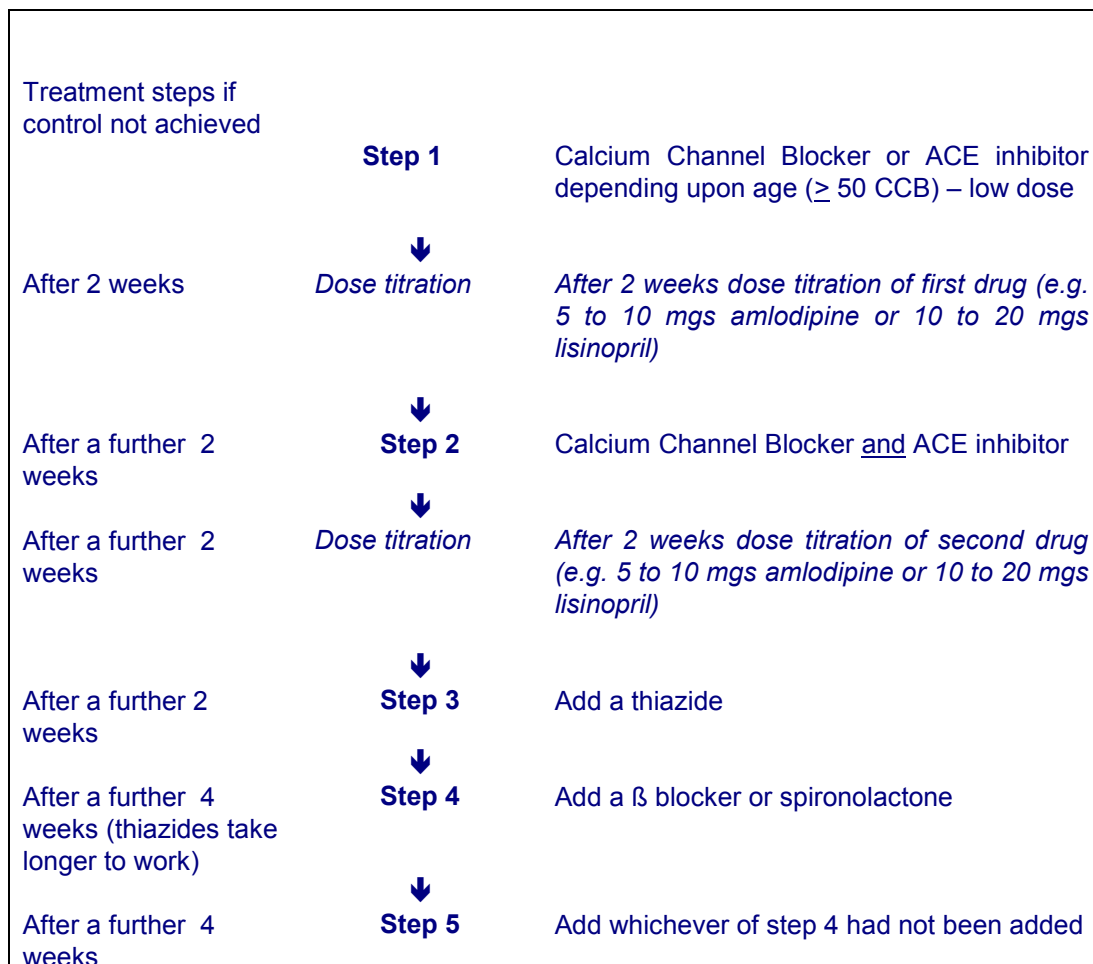 Treatment steps if
control not achieved
Step 1
Calcium Channel Blocker or ACE inhibitor
depending upon age (≥ 50 CCB) – low dose
After 2 weeks
Dose titration
After 2 weeks dose titration of first drug (e.g.
5 to 10 mgs amlodipine or 10 to 20 mgs
lisinopril)
After a further 2
weeks
Step 2
Calcium Channel Blocker and ACE inhibitor
After a further 2
weeks
Dose titration
After 2 weeks dose titration of second drug
(e.g. 5 to 10 mgs amlodipine or 10 to 20 mgs
lisinopril)
After a further 2
weeks
Step 3
Add a thiazide
After a further 4
weeks (thiazides take
longer to work)
Step 4
Add a ß blocker or spironolactone
After a further 4
weeks
Step 5
Add whichever of step 4 had not been added